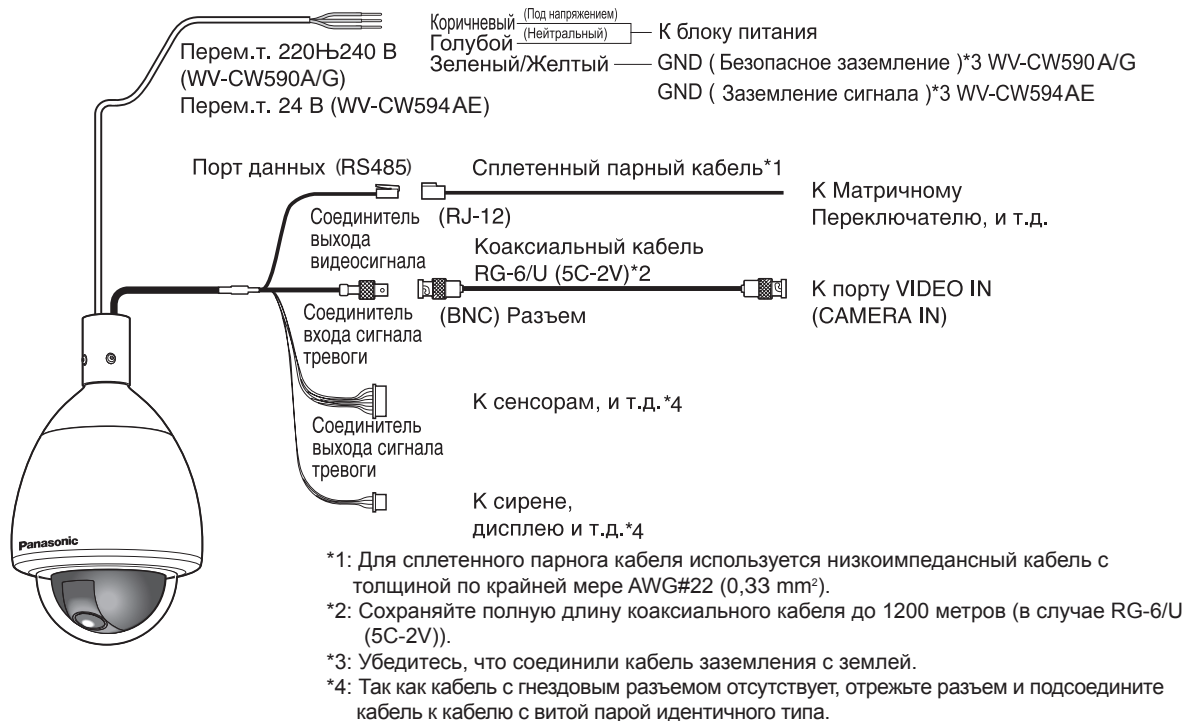 Перем.т. 220Њ240 В
(WV-CW590A/G)
Перем.т. 24 В (WV-CW594AE)
Коричневый (Под напряжением)
Голубой (Нейтральный)
К блоку питания
Зеленый/Желтый GND ( Безопасное заземление )*3 WV-CW590A/G
GND ( Заземление сигнала )*3 WV-CW594AE
Порт данных (RS485)
Сплетенный парный кабель*1
(RJ-12)
К Матричному
Переключателю, и т.д.
Соединитель
выхода
видеосигнала
Коаксиальный кабель
RG-6/U (5C-2V)*2
(BNC) Разъем
К порту VIDEO IN
(CAMERA IN)
Соединитель
входа сигнала
тревоги
К сенсорам, и т.д.*4
Соединитель
выхода сигнала
тревоги
К сирене,
дисплею и т.д.*4
Panasonic
*1: Для сплетенного парнога кабеля используется низкоимпедансный кабель с
толщиной по крайней мере AWG#22 (0,33 mm²).
*2: Сохраняйте полную длину коаксиального кабеля до 1200 метров (в случае RG-6/U
(5C-2V)).
*3: Убедитесь, что соединили кабель заземления с землей.
*4: Так как кабель с гнездовым разъемом отсутствует, отрежьте разъем и подсоедините
кабель к кабелю с витой парой идентичного типа.